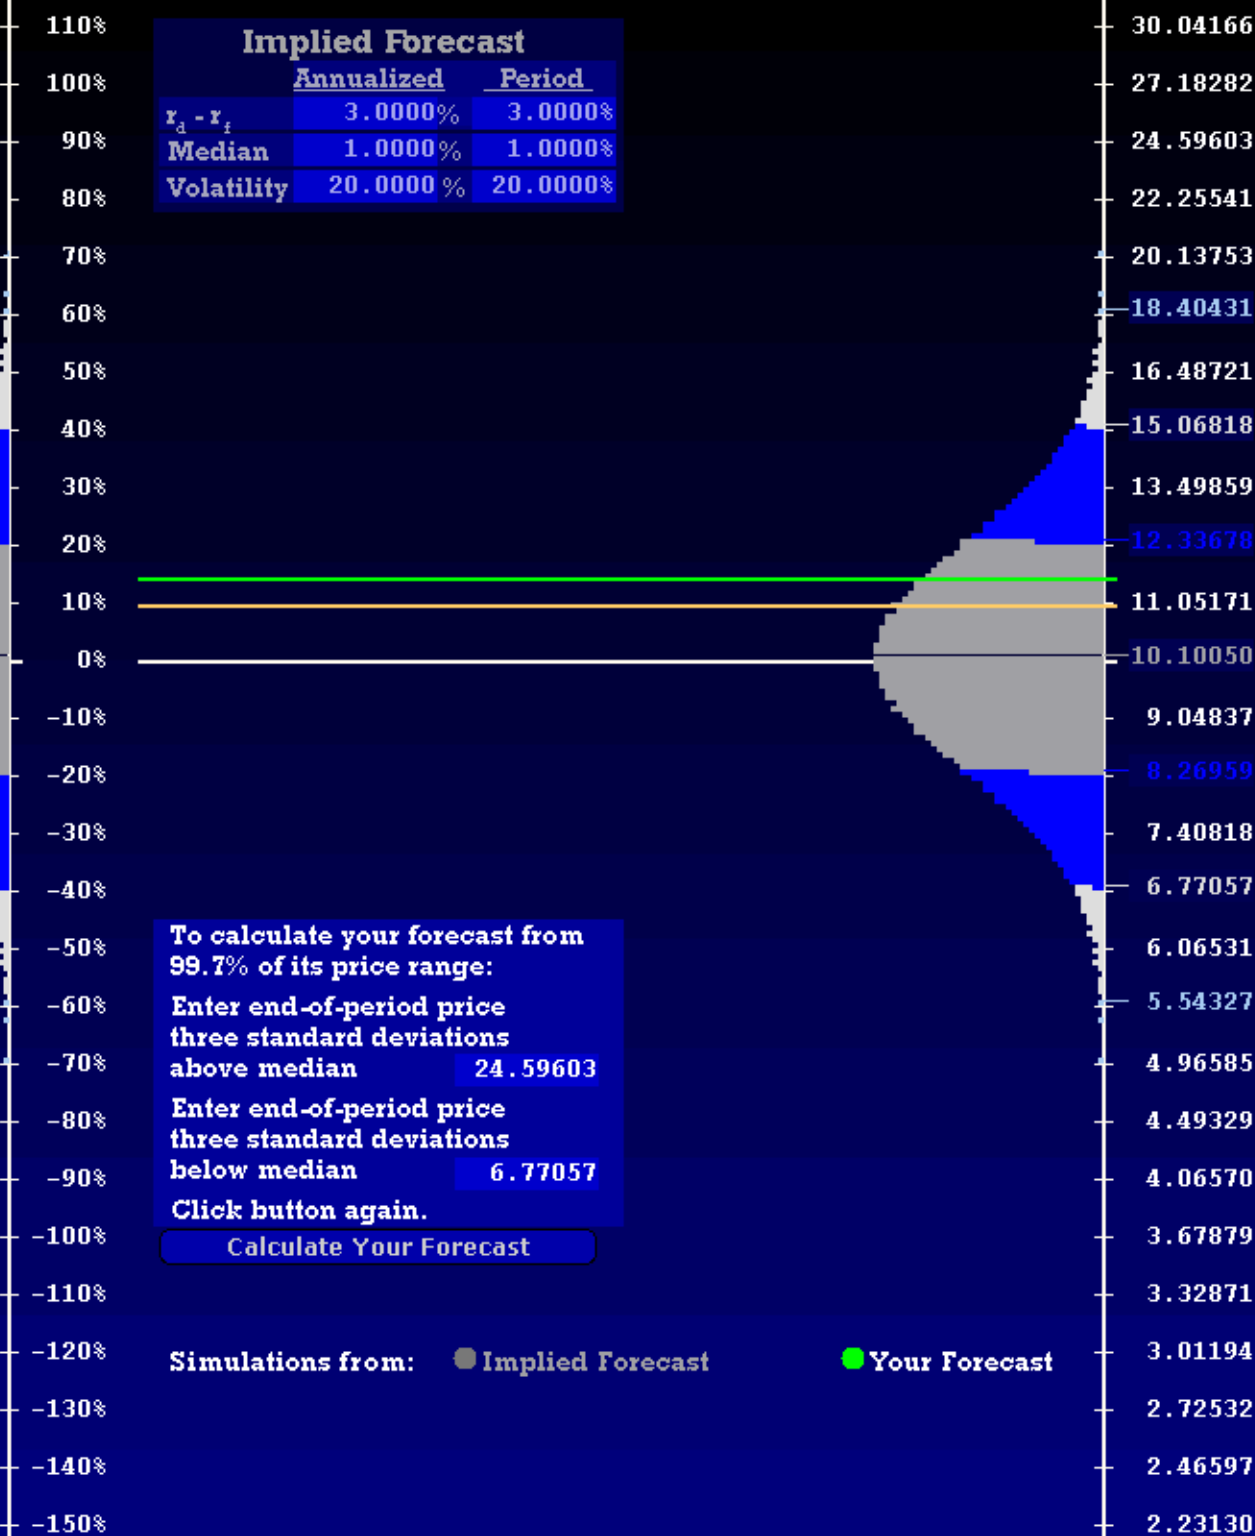 110% 30.04166
Implied Forecast
Annualized Period
100% 27.18282
r_d - r_f 3.0000% 3.0000%
90% 24.59603
Median 1.0000% 1.0000%
Volatility 20.0000 % 20.0000%
80% 22.25541
70% 20.13753
60% 18.40431
50% 16.48721
40% 15.06818
30% 13.49859
20% 12.33678
10% 11.05171
0% 10.10050
-10% 9.04837
-20% 8.26959
-30% 7.40818
-40% 6.77057
To calculate your forecast from
-50% 6.06531
99.7% of its price range:
-60% 5.54327
Enter end-of-period price
three standard deviations
-70% 4.96585
above median 24.59603
Enter end-of-period price
-80% 4.49329
three standard deviations
below median 6.77057
-90% 4.06570
Click button again.
-100% 3.67879
Calculate Your Forecast
-110% 3.32871
-120% 3.01194
Simulations from: Implied Forecast Your Forecast
-130% 2.72532
-140% 2.46597
-150% 2.23130